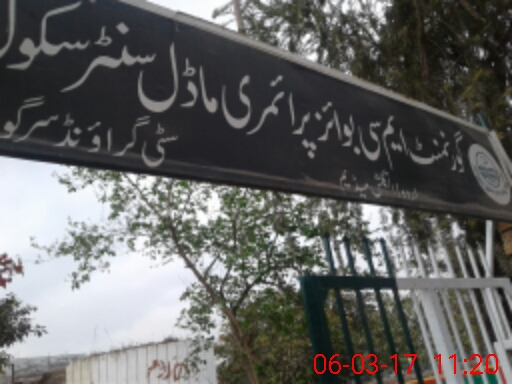 گورنمنٹ ایم سی بوائز پرائمری ماڈل سنٹر سکول
سٹی گراؤنڈ سرگو
06-03-17 11:20